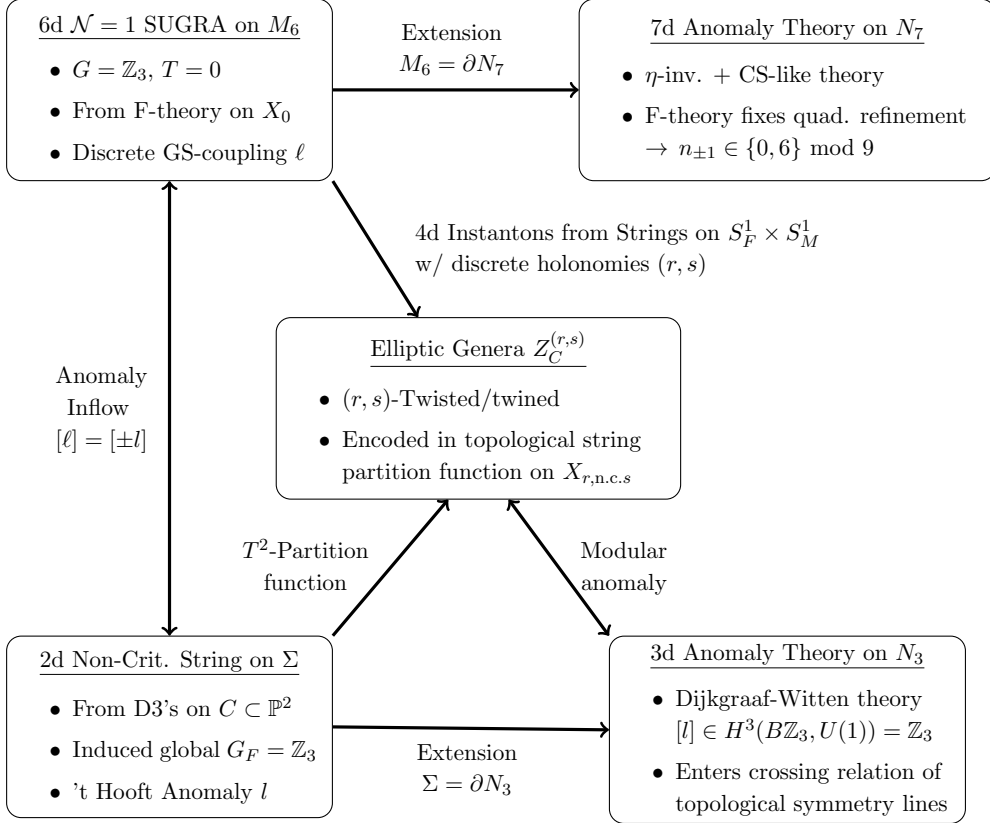 6d 𝒩 = 1 SUGRA on M₆
• G = ℤ₃, T = 0
• From F-theory on X₀
• Discrete GS-coupling ℓ
Extension
M₆ = ∂N₇
7d Anomaly Theory on N₇
• η-inv. + CS-like theory
• F-theory fixes quad. refinement
→ n±₁ ∈ {0, 6} mod 9
4d Instantons from Strings on S¹_F × S¹_M
w/ discrete holonomies (r, s)
Anomaly
Inflow
[ℓ] = [±l]
Elliptic Genera Z_C^{(r,s)}
• (r, s)-Twisted/twined
• Encoded in topological string
partition function on X_{r,n.c.s}
T²-Partition
function
Modular
anomaly
2d Non-Crit. String on Σ
• From D3's on C ⊂ ℙ²
• Induced global G_F = ℤ₃
• 't Hooft Anomaly l
Extension
Σ = ∂N₃
3d Anomaly Theory on N₃
• Dijkgraaf-Witten theory
[l] ∈ H³(Bℤ₃, U(1)) = ℤ₃
• Enters crossing relation of
topological symmetry lines